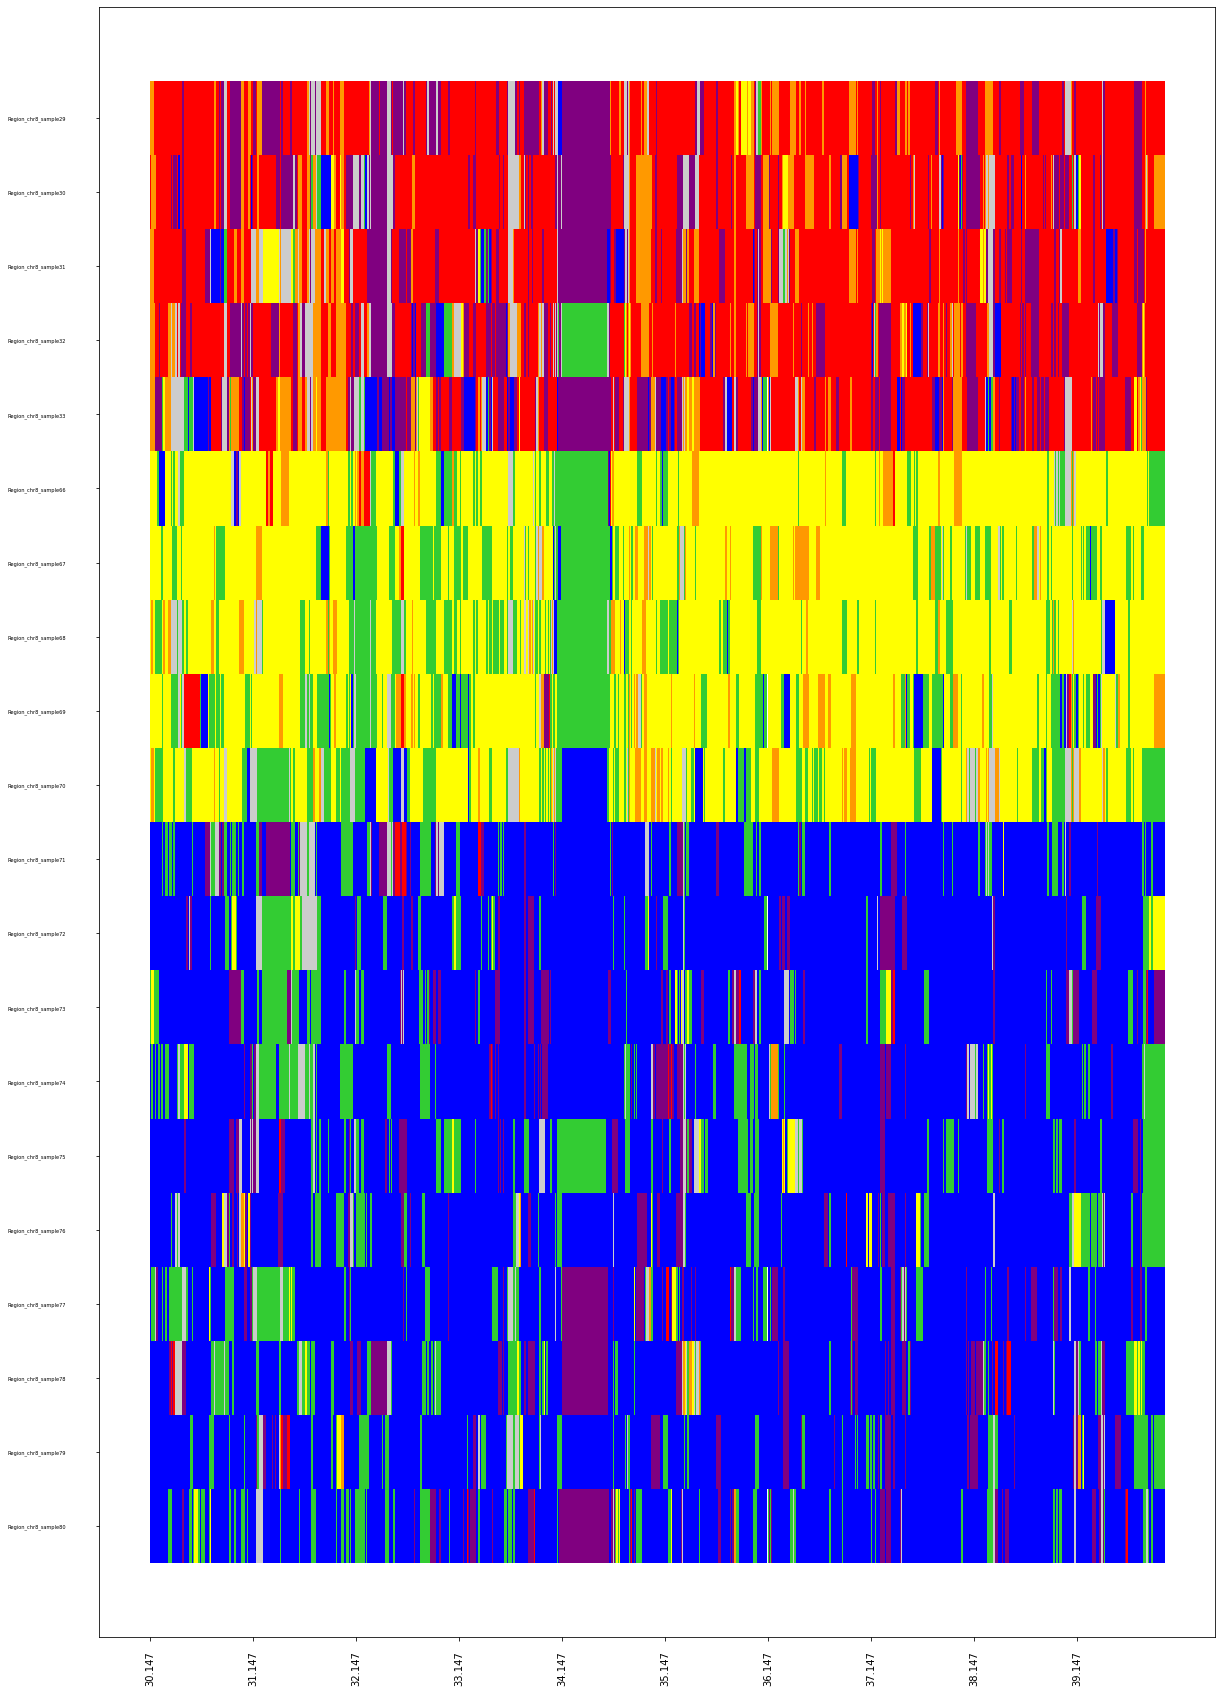 Region_chr8_sample29
Region_chr8_sample30
Region_chr8_sample31
Region_chr8_sample32
Region_chr8_sample33
Region_chr8_sample66
Region_chr8_sample67
Region_chr8_sample68
Region_chr8_sample69
Region_chr8_sample70
Region_chr8_sample71
Region_chr8_sample72
Region_chr8_sample73
Region_chr8_sample74
Region_chr8_sample75
Region_chr8_sample76
Region_chr8_sample77
Region_chr8_sample78
Region_chr8_sample79
Region_chr8_sample80
30.147
31.147
32.147
33.147
34.147
35.147
36.147
37.147
38.147
39.147